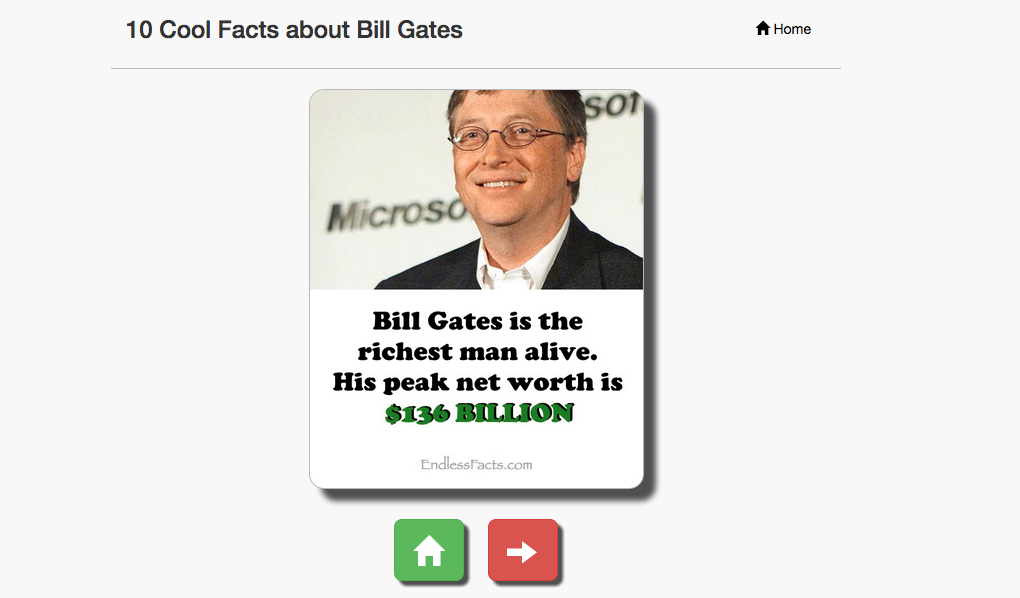 10 Cool Facts about Bill Gates
Home
Microso
soft
Bill Gates is the
richest man alive.
His peak net worth is
$136 BILLION
EndlessFacts.com